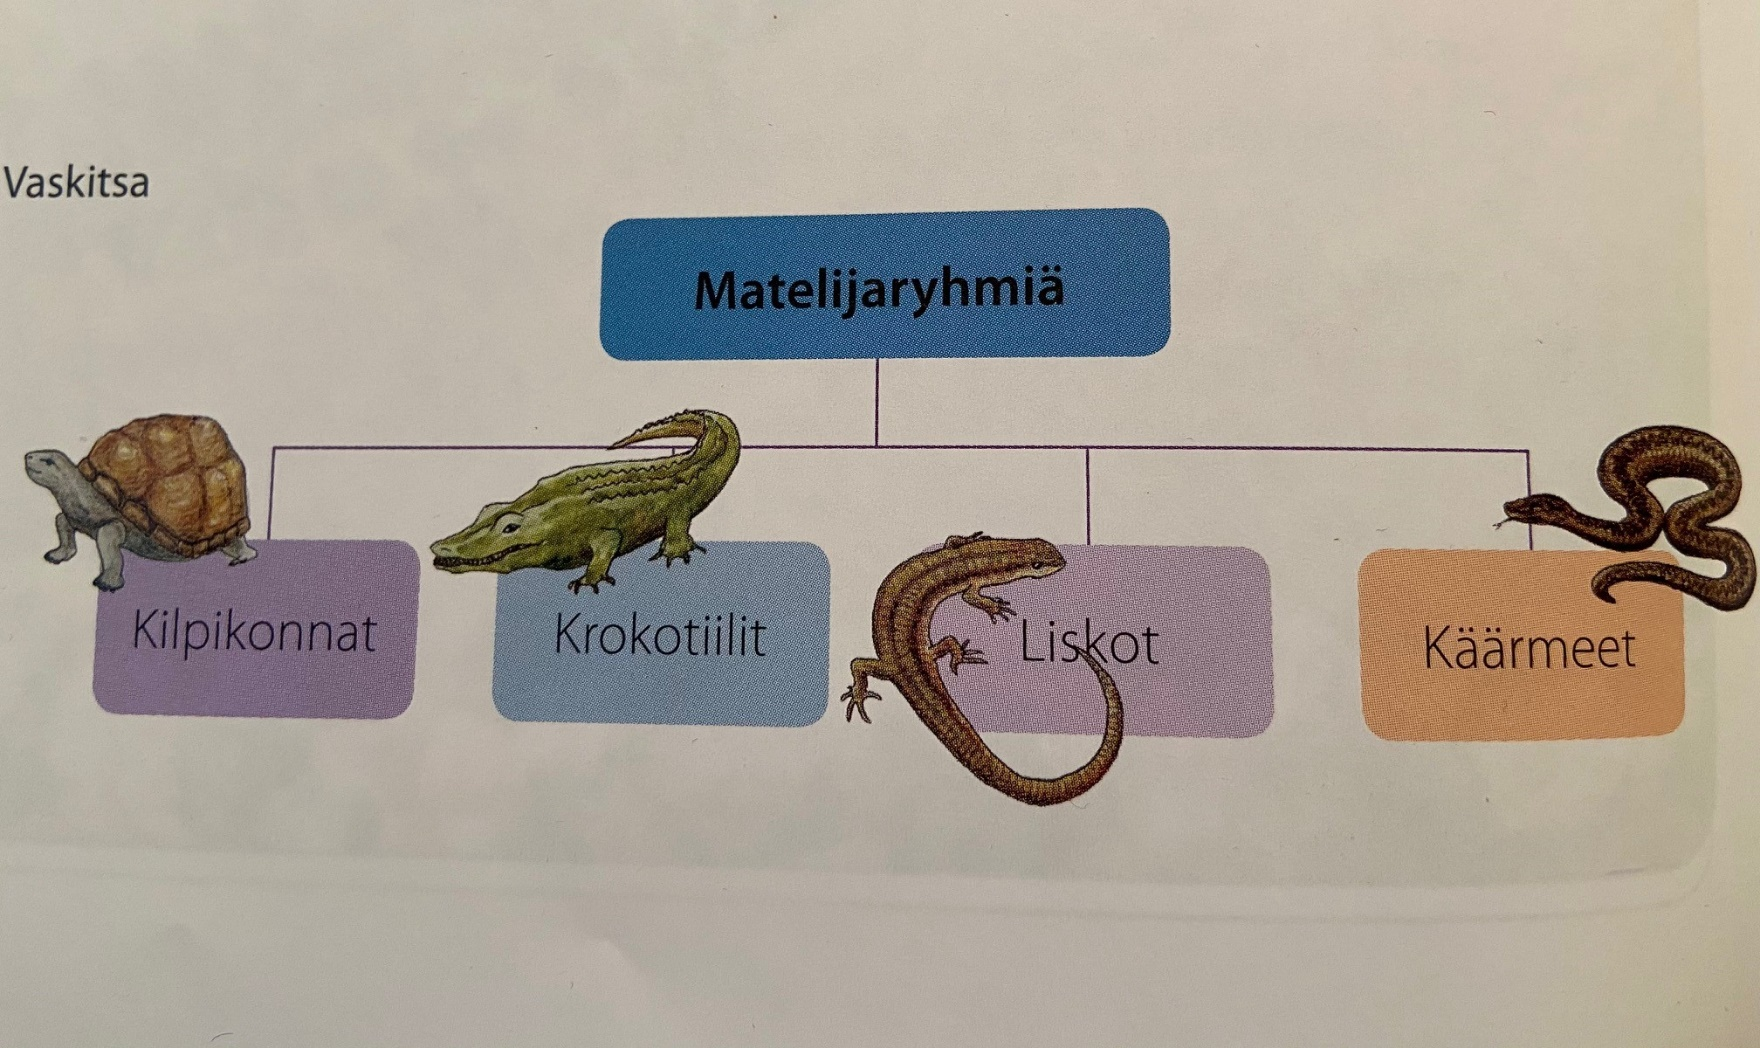 Vaskitsa
Matelijaryhmiä
Kilpikonnat
Krokotiilit
Liskot
Käärmeet